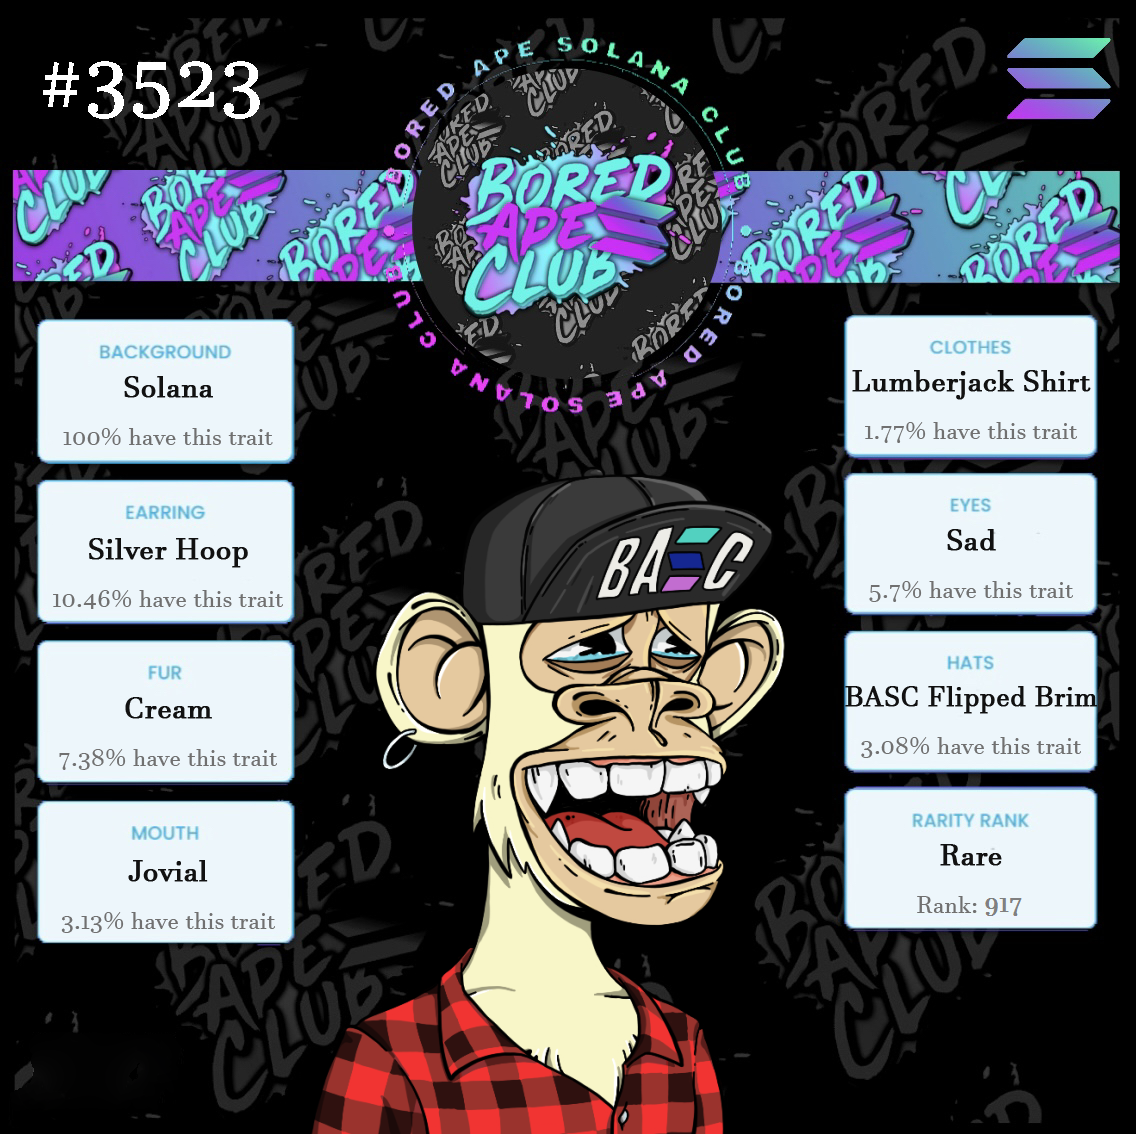 #3523
BORED APE SOLANA CLUB
BORED
APE
CLUB
BORED APE SOLANA CLUB
BACKGROUND
Solana
100% have this trait
EARRING
Silver Hoop
10.46% have this trait
FUR
Cream
7.38% have this trait
MOUTH
Jovial
3.13% have this trait
CLOTHES
Lumberjack Shirt
1.77% have this trait
EYES
Sad
5.7% have this trait
HATS
BASC Flipped Brim
3.08% have this trait
RARITY RANK
Rare
Rank: 917
BASC